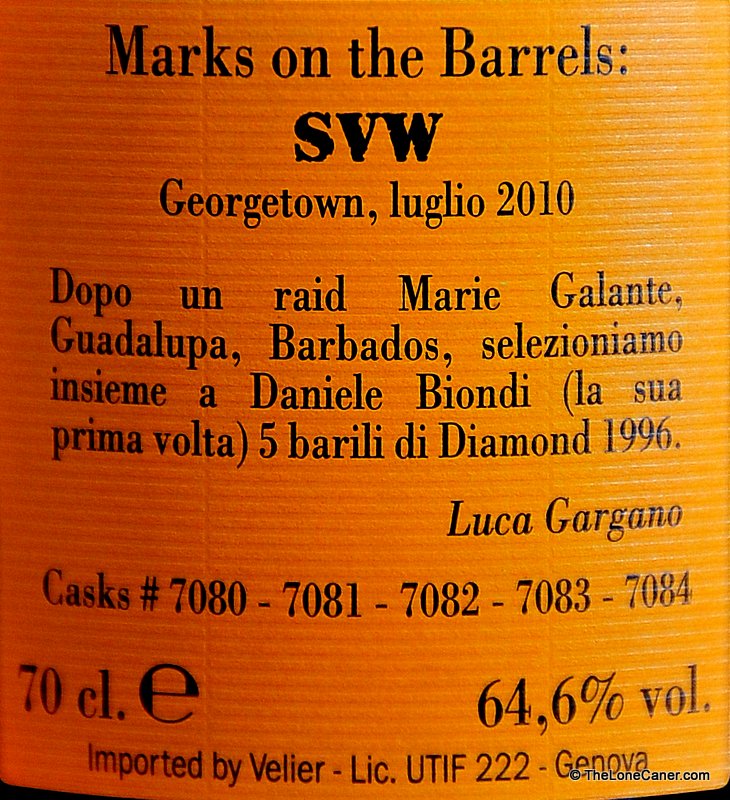 Marks on the Barrels:
SVW
Georgetown, luglio 2010
Dopo un raid Marie Galante,
Guadalupa, Barbados, selezioniamo
insieme a Daniele Biondi (la sua
prima volta) 5 barili di Diamond 1996.
Luca Gargano
Casks # 7080 - 7081 - 7082 - 7083 - 7084
70 cl. e 64,6% vol.
Imported by Velier - Lic. UTIF 222 - Genova
© TheLoneCaner.com